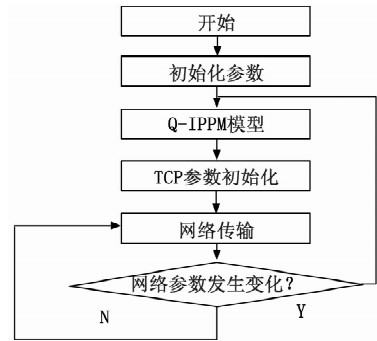 开始
初始化参数
Q-IPPM模型
TCP参数初始化
网络传输
网络参数发生变化?
N
Y